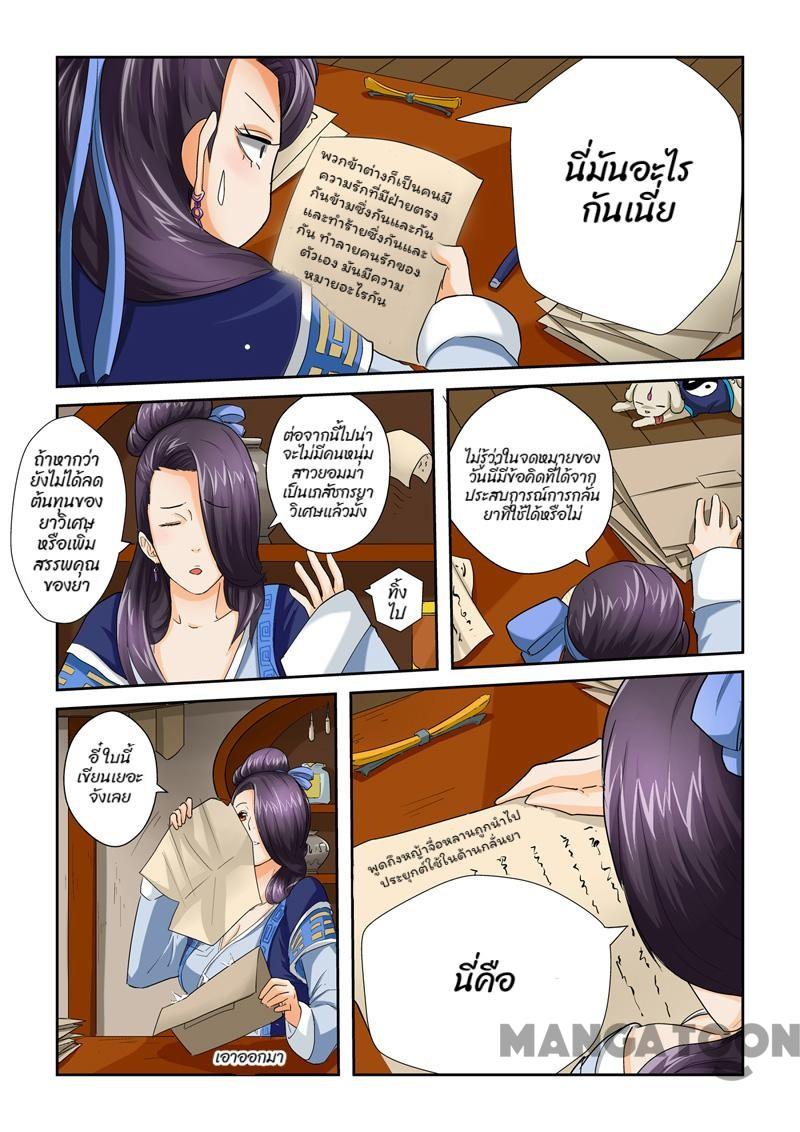 พวกข้าต่างก็เป็นคนมี
ความรักที่มีฝ่ายตรง
กันข้ามซึ่งกันและกัน
และทำร้ายซึ่งกันและ
กัน ทำลายคนรักของ
ตัวเอง มันมีความ
หมายอะไรกัน
นี่มันอะไร
กันเนี่ย
ไม่รู้ว่าในจดหมายของ
วันนี้มีข้อคิดที่ได้จาก
ประสบการณ์การกลั่น
ยาที่ใช้ได้หรือไม่
ต่อจากนี้ไปน่า
จะไม่มีคนหนุ่ม
สาวยอมมา
เป็นเภสัชกรยา
วิเศษแล้วมั้ง
ถ้าหากว่า
ยังไม่ได้ลด
ต้นทุนของ
ยาวิเศษ
หรือเพิ่ม
สรรพคุณ
ของยา
ทิ้ง
ไป
อี๋ ใบนี้
เขียนเยอะ
จังเลย
เอาออกมา
พูดถึงหญ้าจื่อหลานถูกนำไป
ประยุกต์ใช้ในด้านกลั่นยา
นี่คือ
MANGATOON